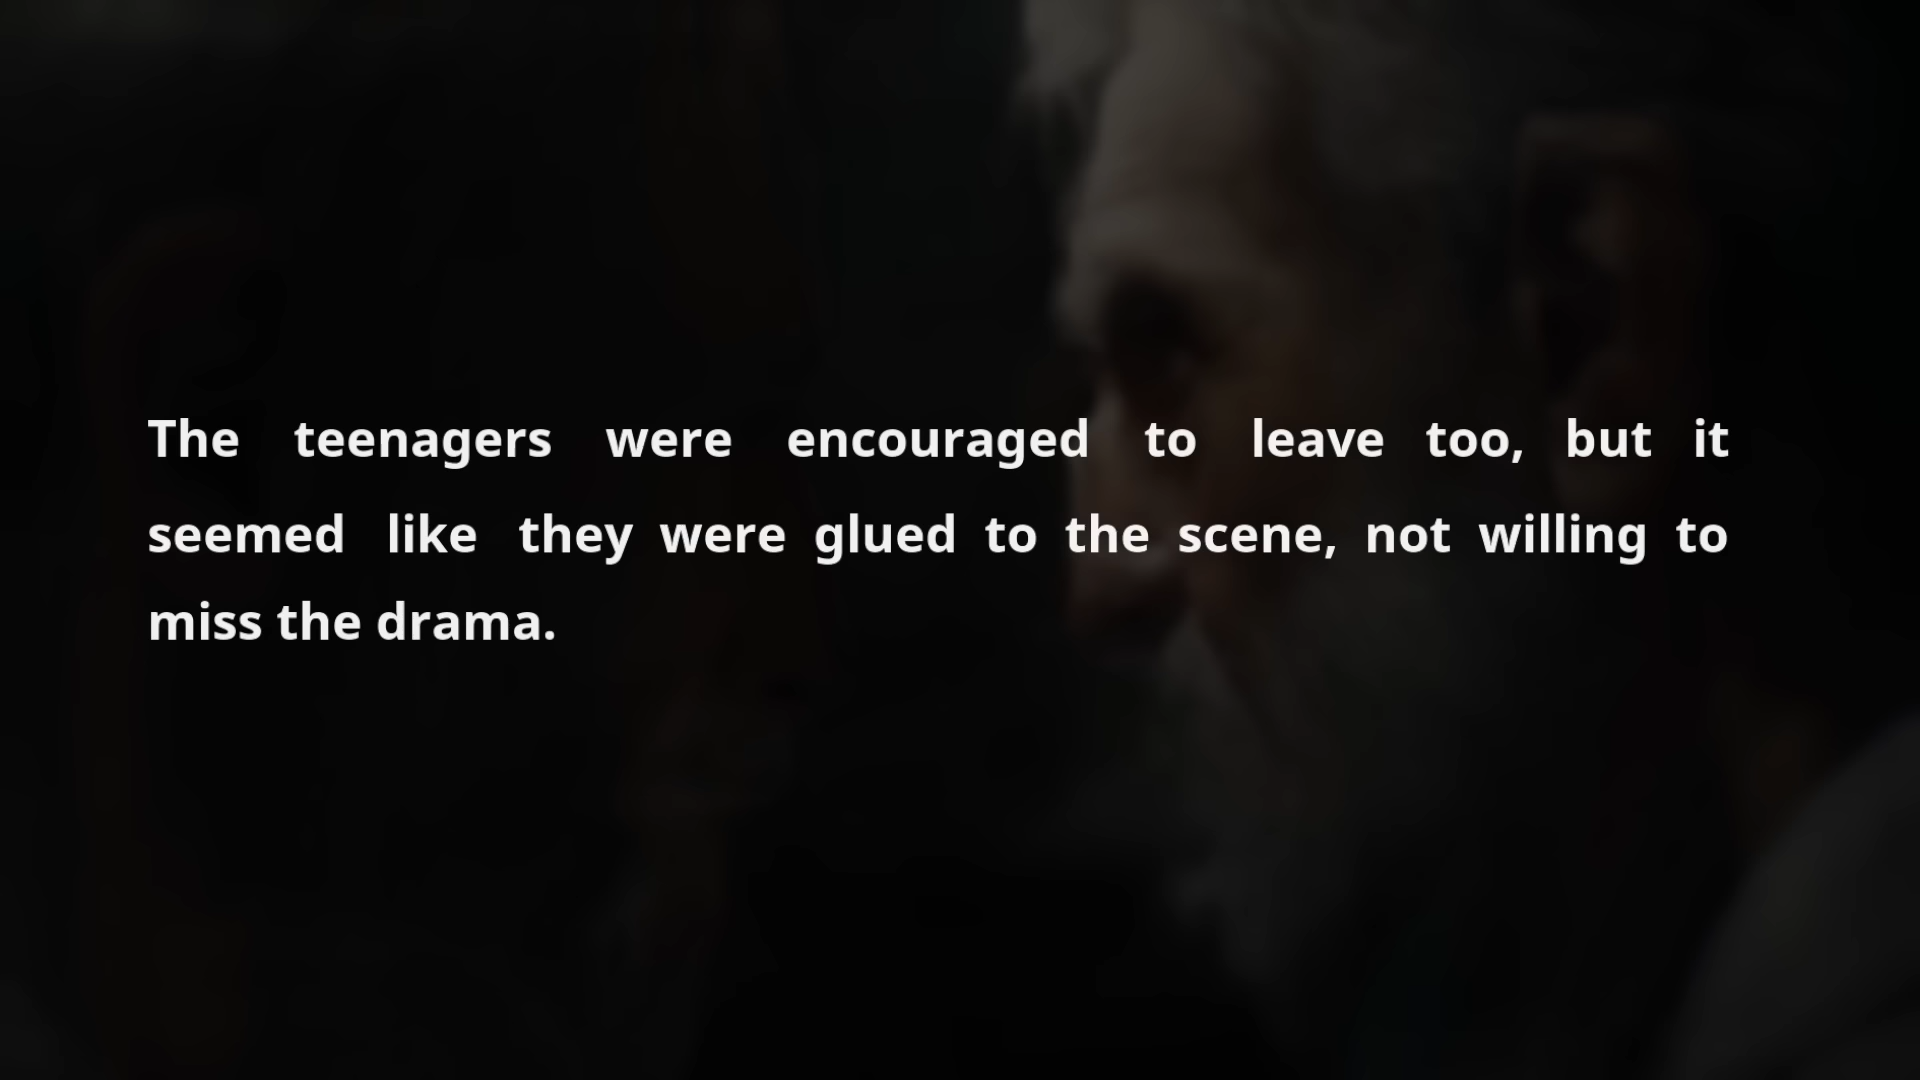 The teenagers were encouraged to leave too, but it
seemed like they were glued to the scene, not willing to
miss the drama.